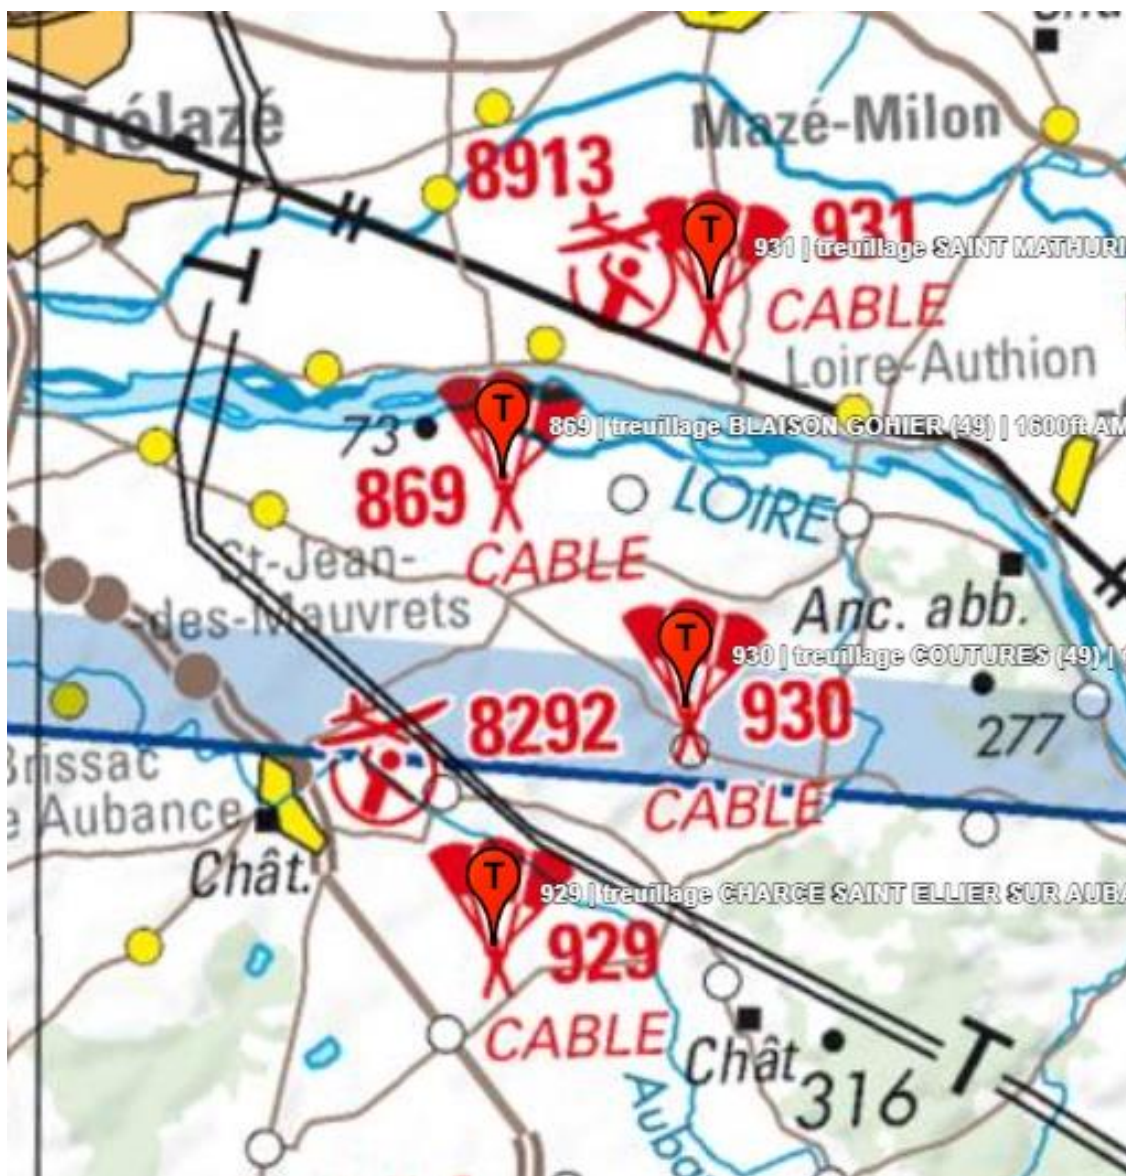 Trélazé
Mazé-Milon
8913
931
931 | treuillage SAINT MATHURI
CABLE
Loire-Authion
73
869 | treuillage BLAISON GOHIER (49) | 1600ft AM
869
LOIRE
CABLE
St-Jean-
-des-Mauvrets
Anc. abb.
930 | treuillage COUTURES (49) |
8292
930
277
Brissac
e Aubance
CABLE
Chât.
929 | treuillage CHARCE SAINT ELLIER SUR AUBA
929
CABLE
Chât.
316
T
Auba
T
T
T
T
T